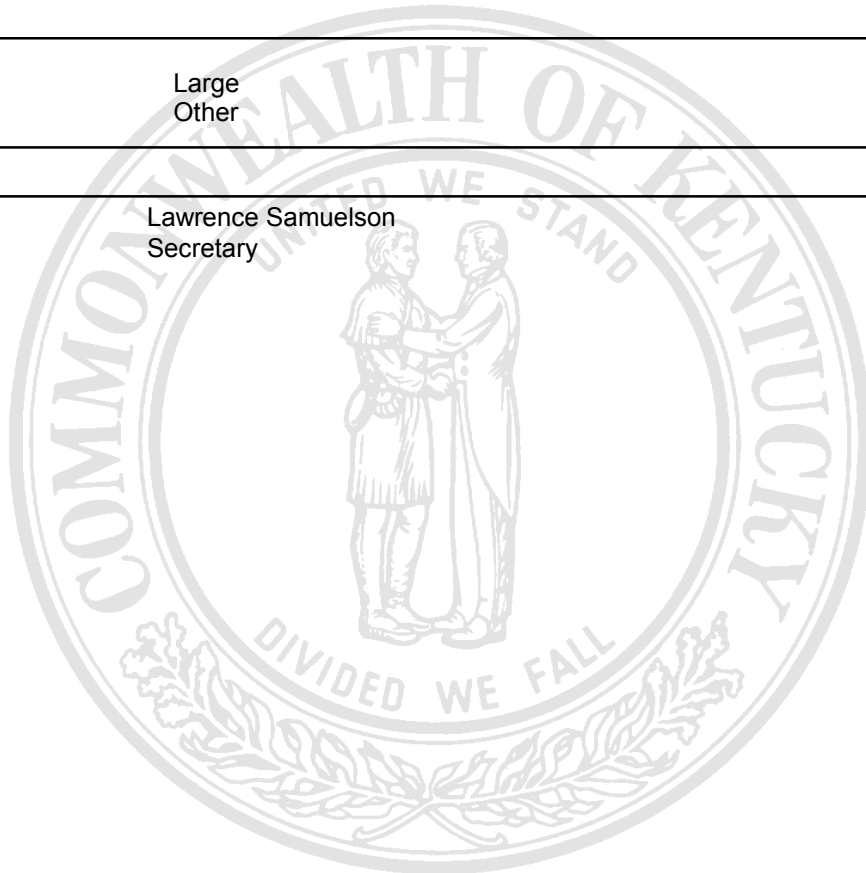 Large
Other
Lawrence Samuelson
Secretary
COMMONWEALTH OF KENTUCKY
UNITED WE STAND
DIVIDED WE FALL